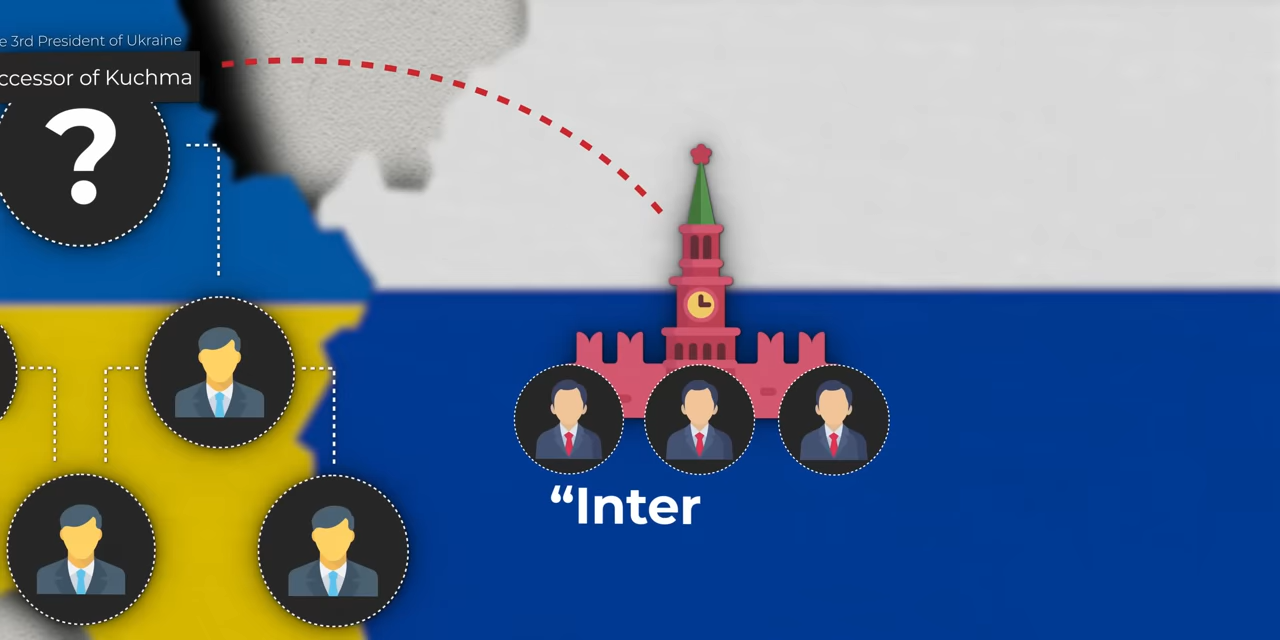 e 3rd President of Ukraine
ccessor of Kuchma
?
“Inter